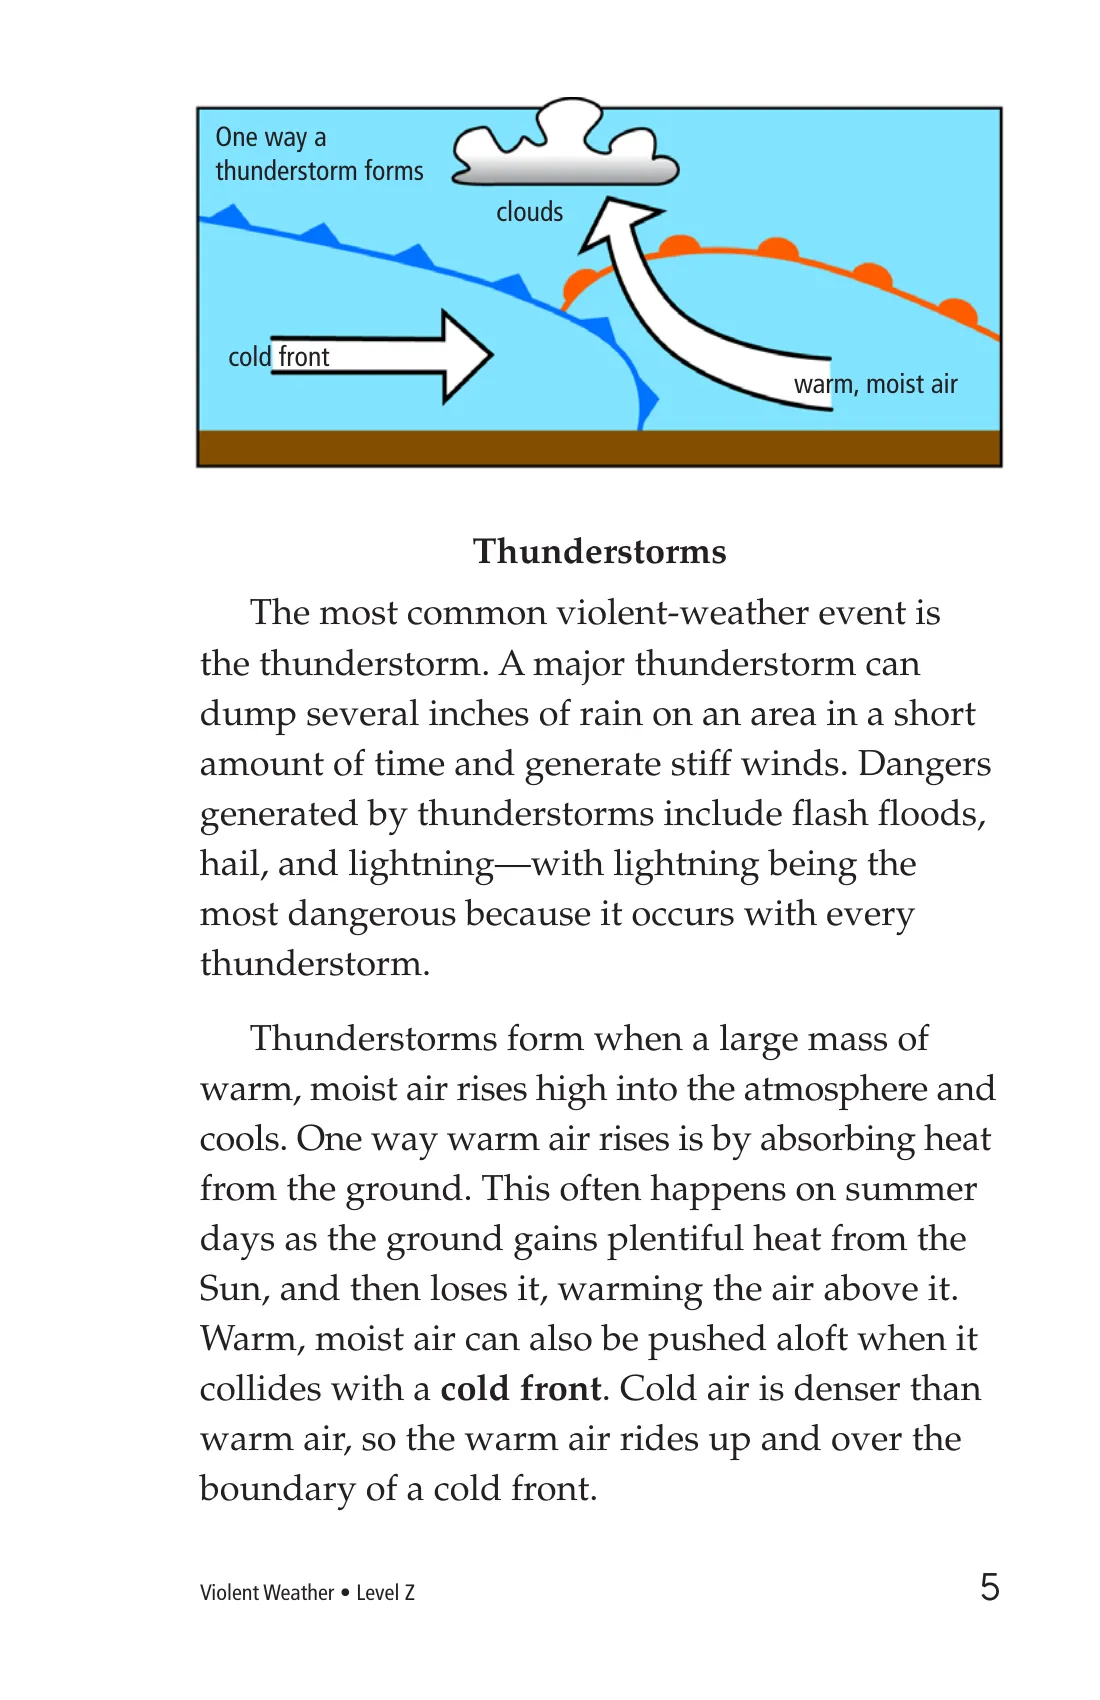 One way a
thunderstorm forms
clouds
cold front
warm, moist air
Thunderstorms
The most common violent-weather event is
the thunderstorm. A major thunderstorm can
dump several inches of rain on an area in a short
amount of time and generate stiff winds. Dangers
generated by thunderstorms include flash floods,
hail, and lightning—with lightning being the
most dangerous because it occurs with every
thunderstorm.
Thunderstorms form when a large mass of
warm, moist air rises high into the atmosphere and
cools. One way warm air rises is by absorbing heat
from the ground. This often happens on summer
days as the ground gains plentiful heat from the
Sun, and then loses it, warming the air above it.
Warm, moist air can also be pushed aloft when it
collides with a cold front. Cold air is denser than
warm air, so the warm air rides up and over the
boundary of a cold front.
Violent Weather • Level Z
5